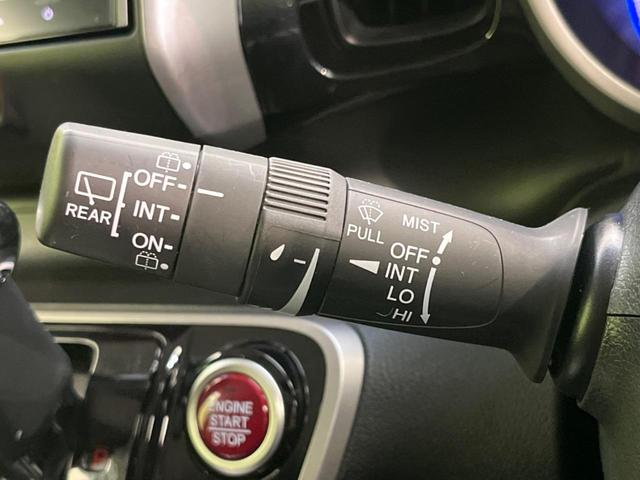 OFF
REAR
INT
ON
PULL
MIST
OFF
INT
LO
HI
ENGINE
START
STOP